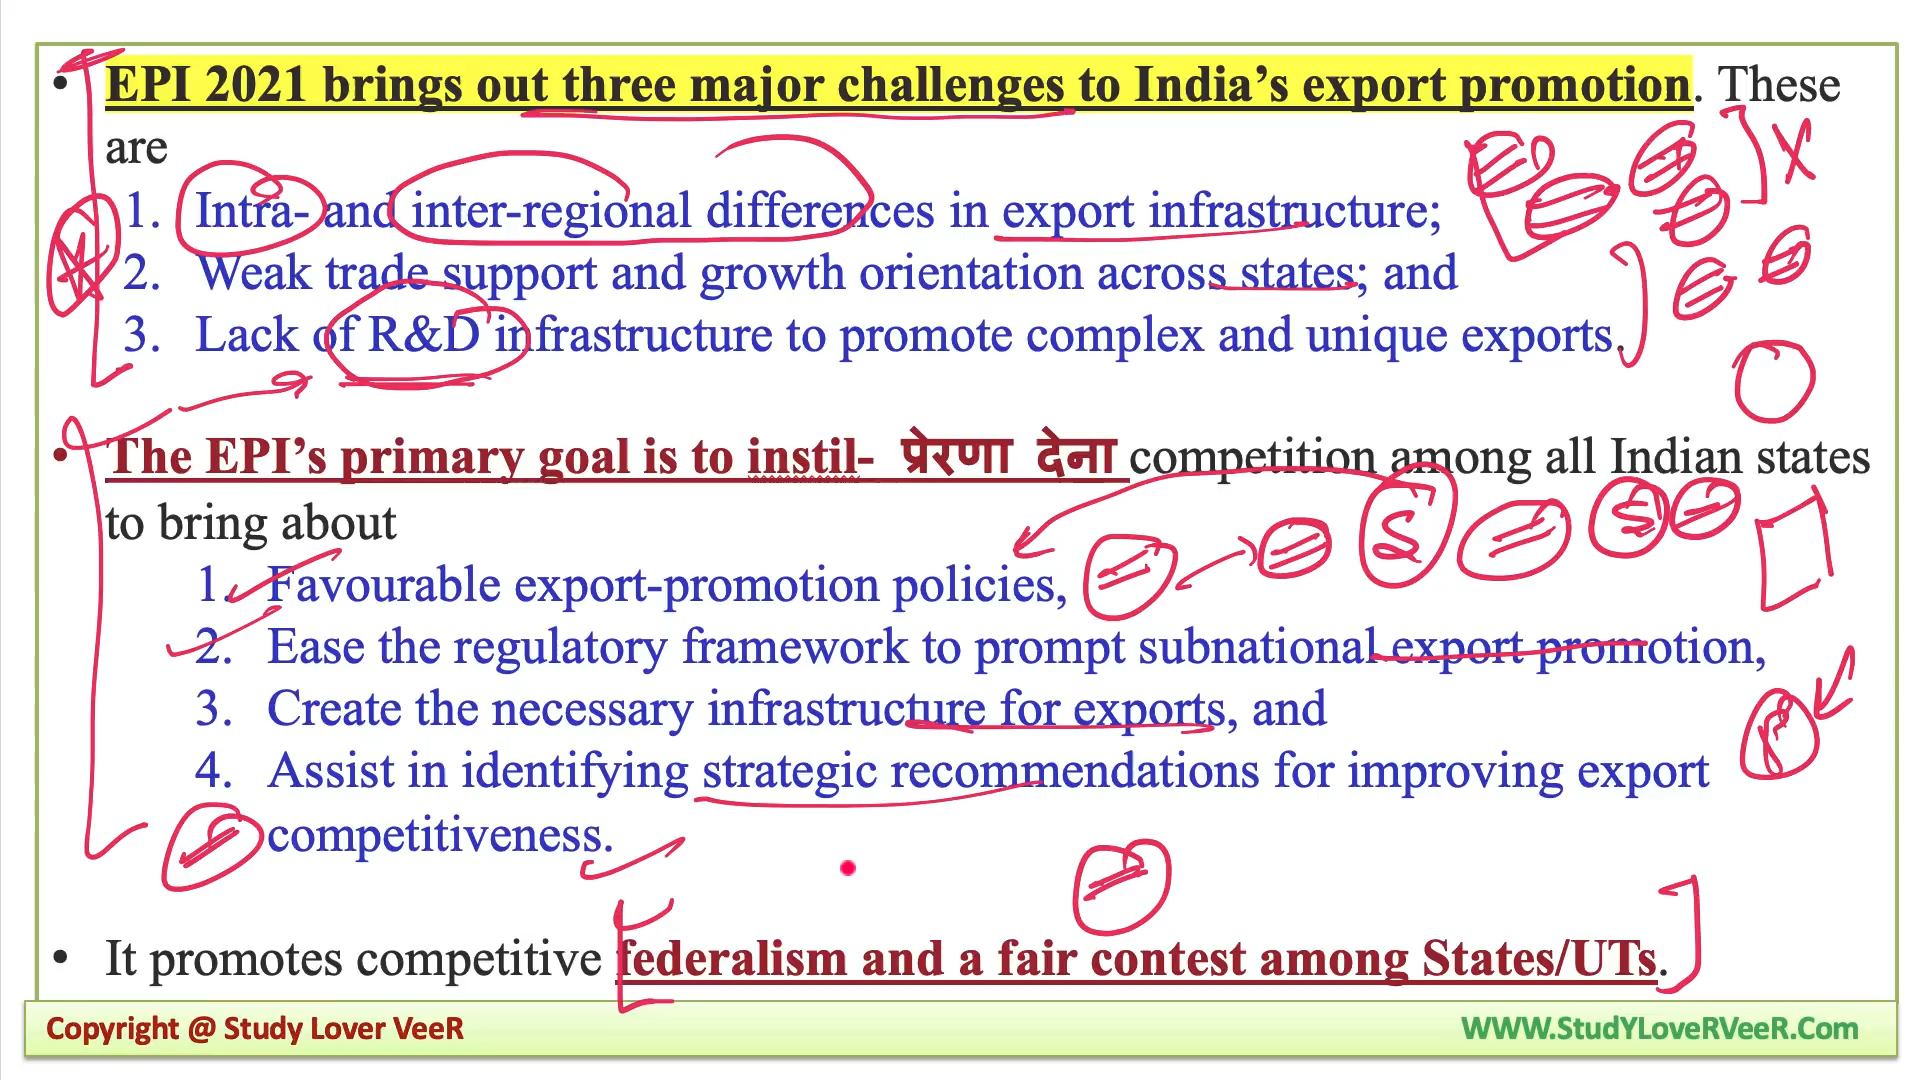 • EPI 2021 brings out three major challenges to India’s export promotion. These
are
1. Intra- and inter-regional differences in export infrastructure;
2. Weak trade support and growth orientation across states; and
3. Lack of R&D infrastructure to promote complex and unique exports.
• The EPI’s primary goal is to instil- प्रेरणा देना competition among all Indian states
to bring about
1. Favourable export-promotion policies,
2. Ease the regulatory framework to prompt subnational export promotion,
3. Create the necessary infrastructure for exports, and
4. Assist in identifying strategic recommendations for improving export
competitiveness.
• It promotes competitive federalism and a fair contest among States/UTs.
Copyright @ Study Lover VeeR
WWW.StudYLoveRVeeR.Com